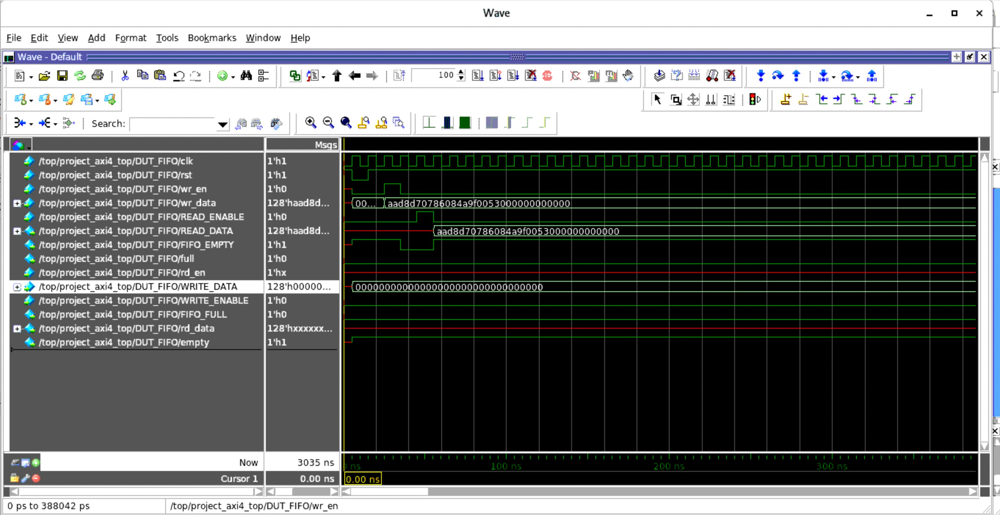 Wave
File Edit View Add Format Tools Bookmarks Window Help
Wave - Default
100
Search:
Msgs
/top/project_axi4_top/DUT_FIFO/clk 1'h1
/top/project_axi4_top/DUT_FIFO/rst 1'h1
/top/project_axi4_top/DUT_FIFO/wr_en 1'h0
/top/project_axi4_top/DUT_FIFO/wr_data 128'haad8d... 00... aad8d70786084a9f0053000000000000
/top/project_axi4_top/DUT_FIFO/READ_ENABLE 1'h0
/top/project_axi4_top/DUT_FIFO/READ_DATA 128'haad8d... aad8d70786084a9f0053000000000000
/top/project_axi4_top/DUT_FIFO/FIFO_EMPTY 1'h1
/top/project_axi4_top/DUT_FIFO/full 1'h0
/top/project_axi4_top/DUT_FIFO/rd_en 1'hx
/top/project_axi4_top/DUT_FIFO/WRITE_DATA 128'h00000... 00000000000000000000000000000000
/top/project_axi4_top/DUT_FIFO/WRITE_ENABLE 1'h0
/top/project_axi4_top/DUT_FIFO/FIFO_FULL 1'h0
/top/project_axi4_top/DUT_FIFO/rd_data 128'hxxxxxx...
/top/project_axi4_top/DUT_FIFO/empty 1'h1
Now 3035 ns ns 100 ns 200 ns 300 ns
Cursor 1 0.00 ns 0.00 ns
0 ps to 388042 ps /top/project_axi4_top/DUT_FIFO/wr_en